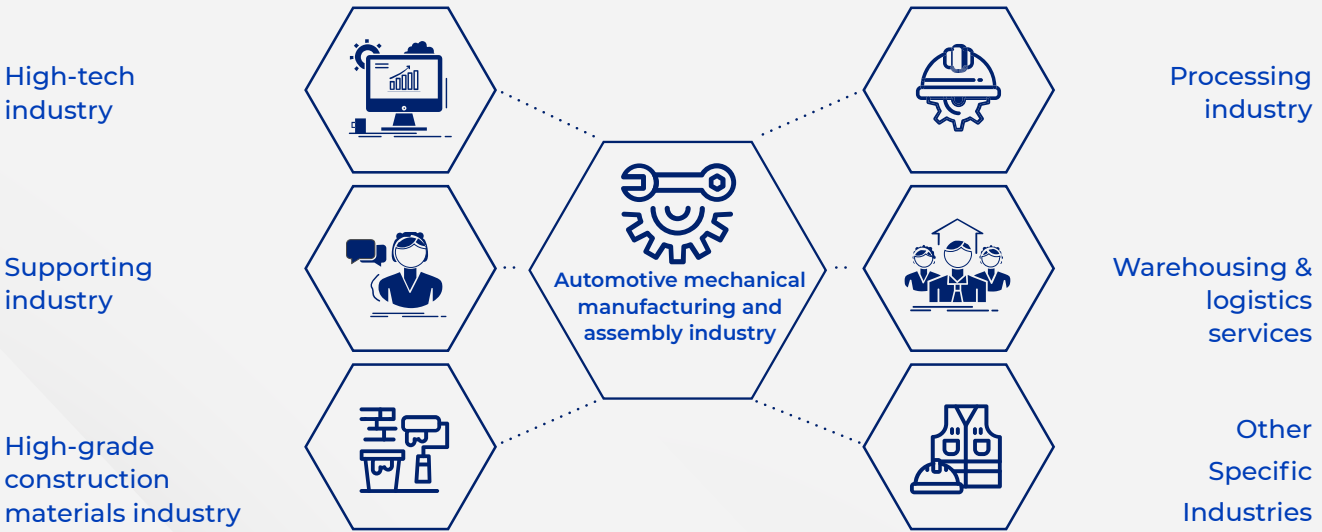 High-tech
industry
Supporting
industry
High-grade
construction
materials industry
Automotive mechanical
manufacturing and
assembly industry
Processing
industry
Warehousing &
logistics
services
Other
Specific
Industries